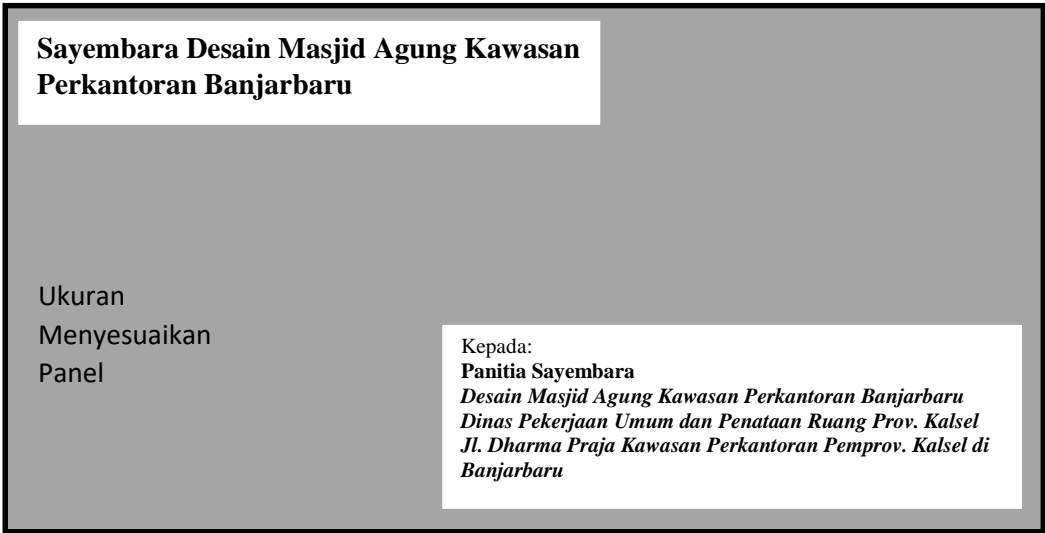 Sayembara Desain Masjid Agung Kawasan
Perkantoran Banjarbaru
Ukuran
Menyesuaikan
Panel
Kepada:
Panitia Sayembara
Desain Masjid Agung Kawasan Perkantoran Banjarbaru
Dinas Pekerjaan Umum dan Penataan Ruang Prov. Kalsel
Jl. Dharma Praja Kawasan Perkantoran Pemprov. Kalsel di
Banjarbaru